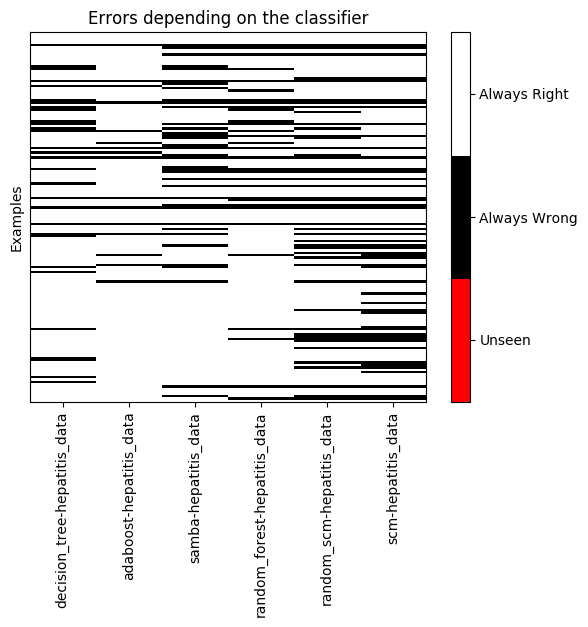 Errors depending on the classifier
Examples
Always Right
Always Wrong
Unseen
decision_tree-hepatitis_data
adaboost-hepatitis_data
samba-hepatitis_data
random_forest-hepatitis_data
random_scm-hepatitis_data
scm-hepatitis_data